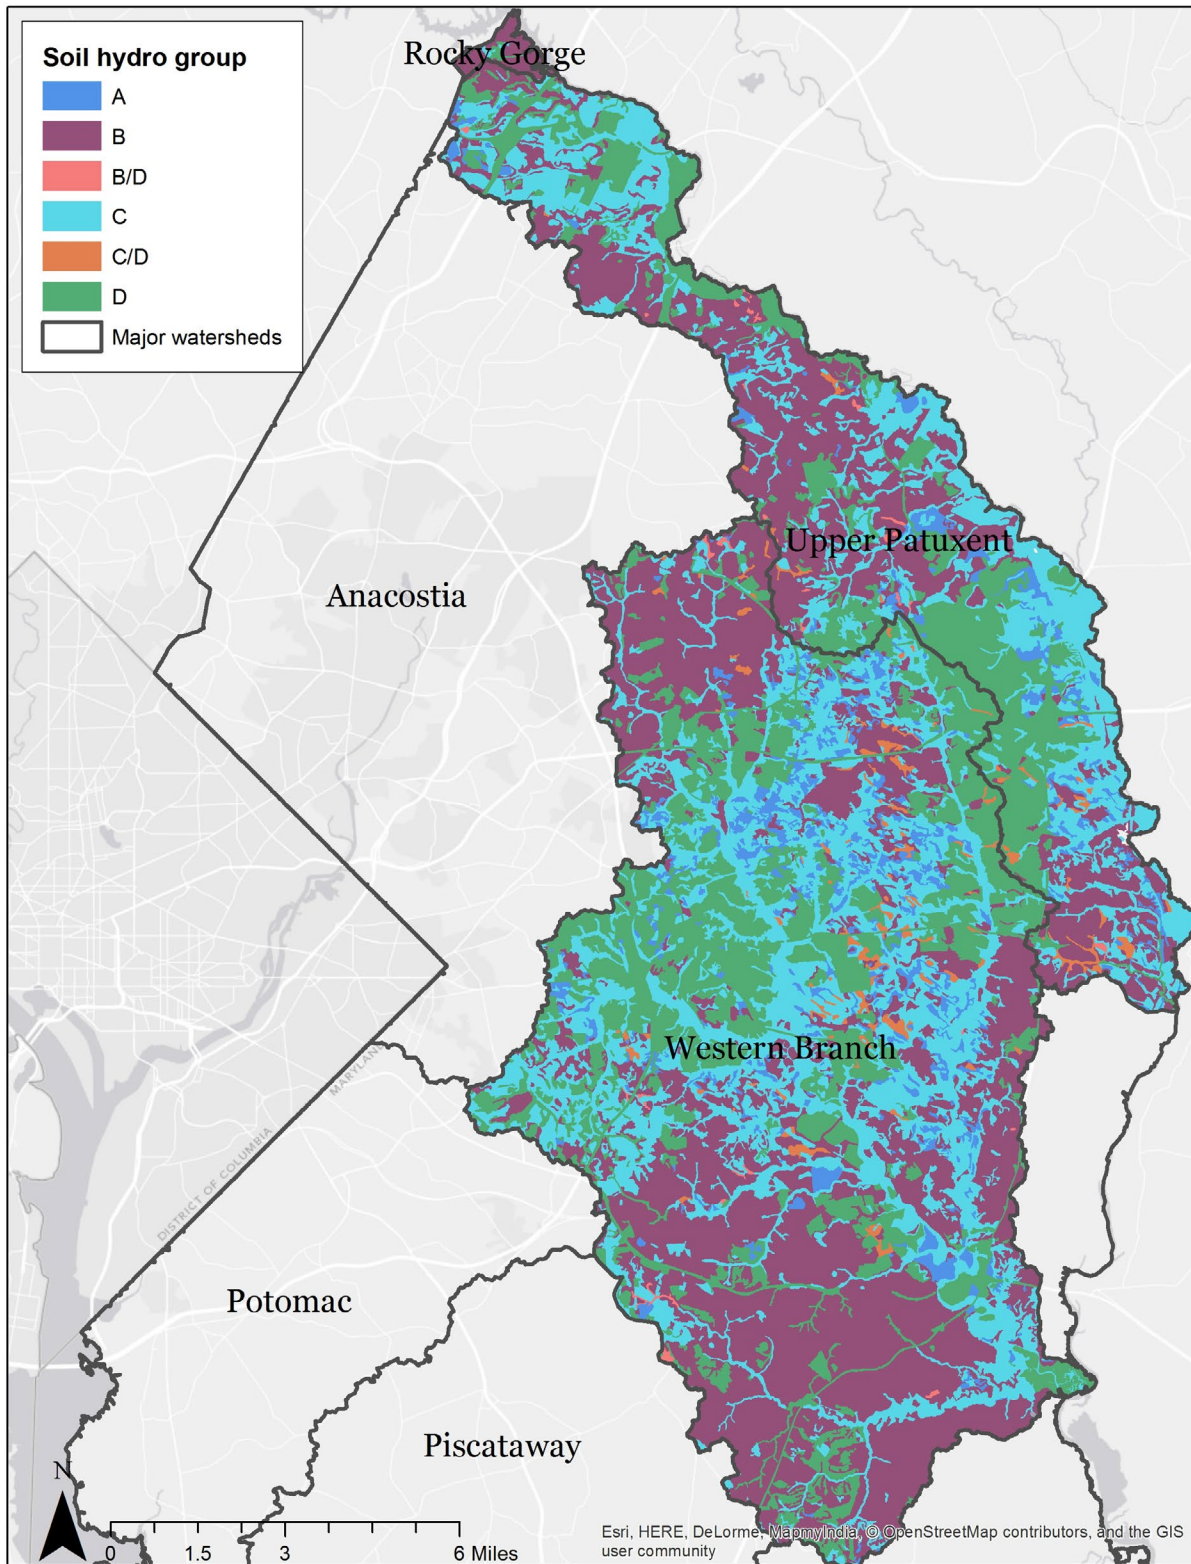 Soil hydro group
A
B
B/D
C
C/D
D
Major watersheds
Rocky Gorge
Upper Patuxent
Anacostia
Western Branch
MARYLAND
DISTRICT OF COLUMBIA
Potomac
Piscataway
N
0 1.5 3 6 Miles
Esri, HERE, DeLorme, MapmyIndia, © OpenStreetMap contributors, and the GIS
user community